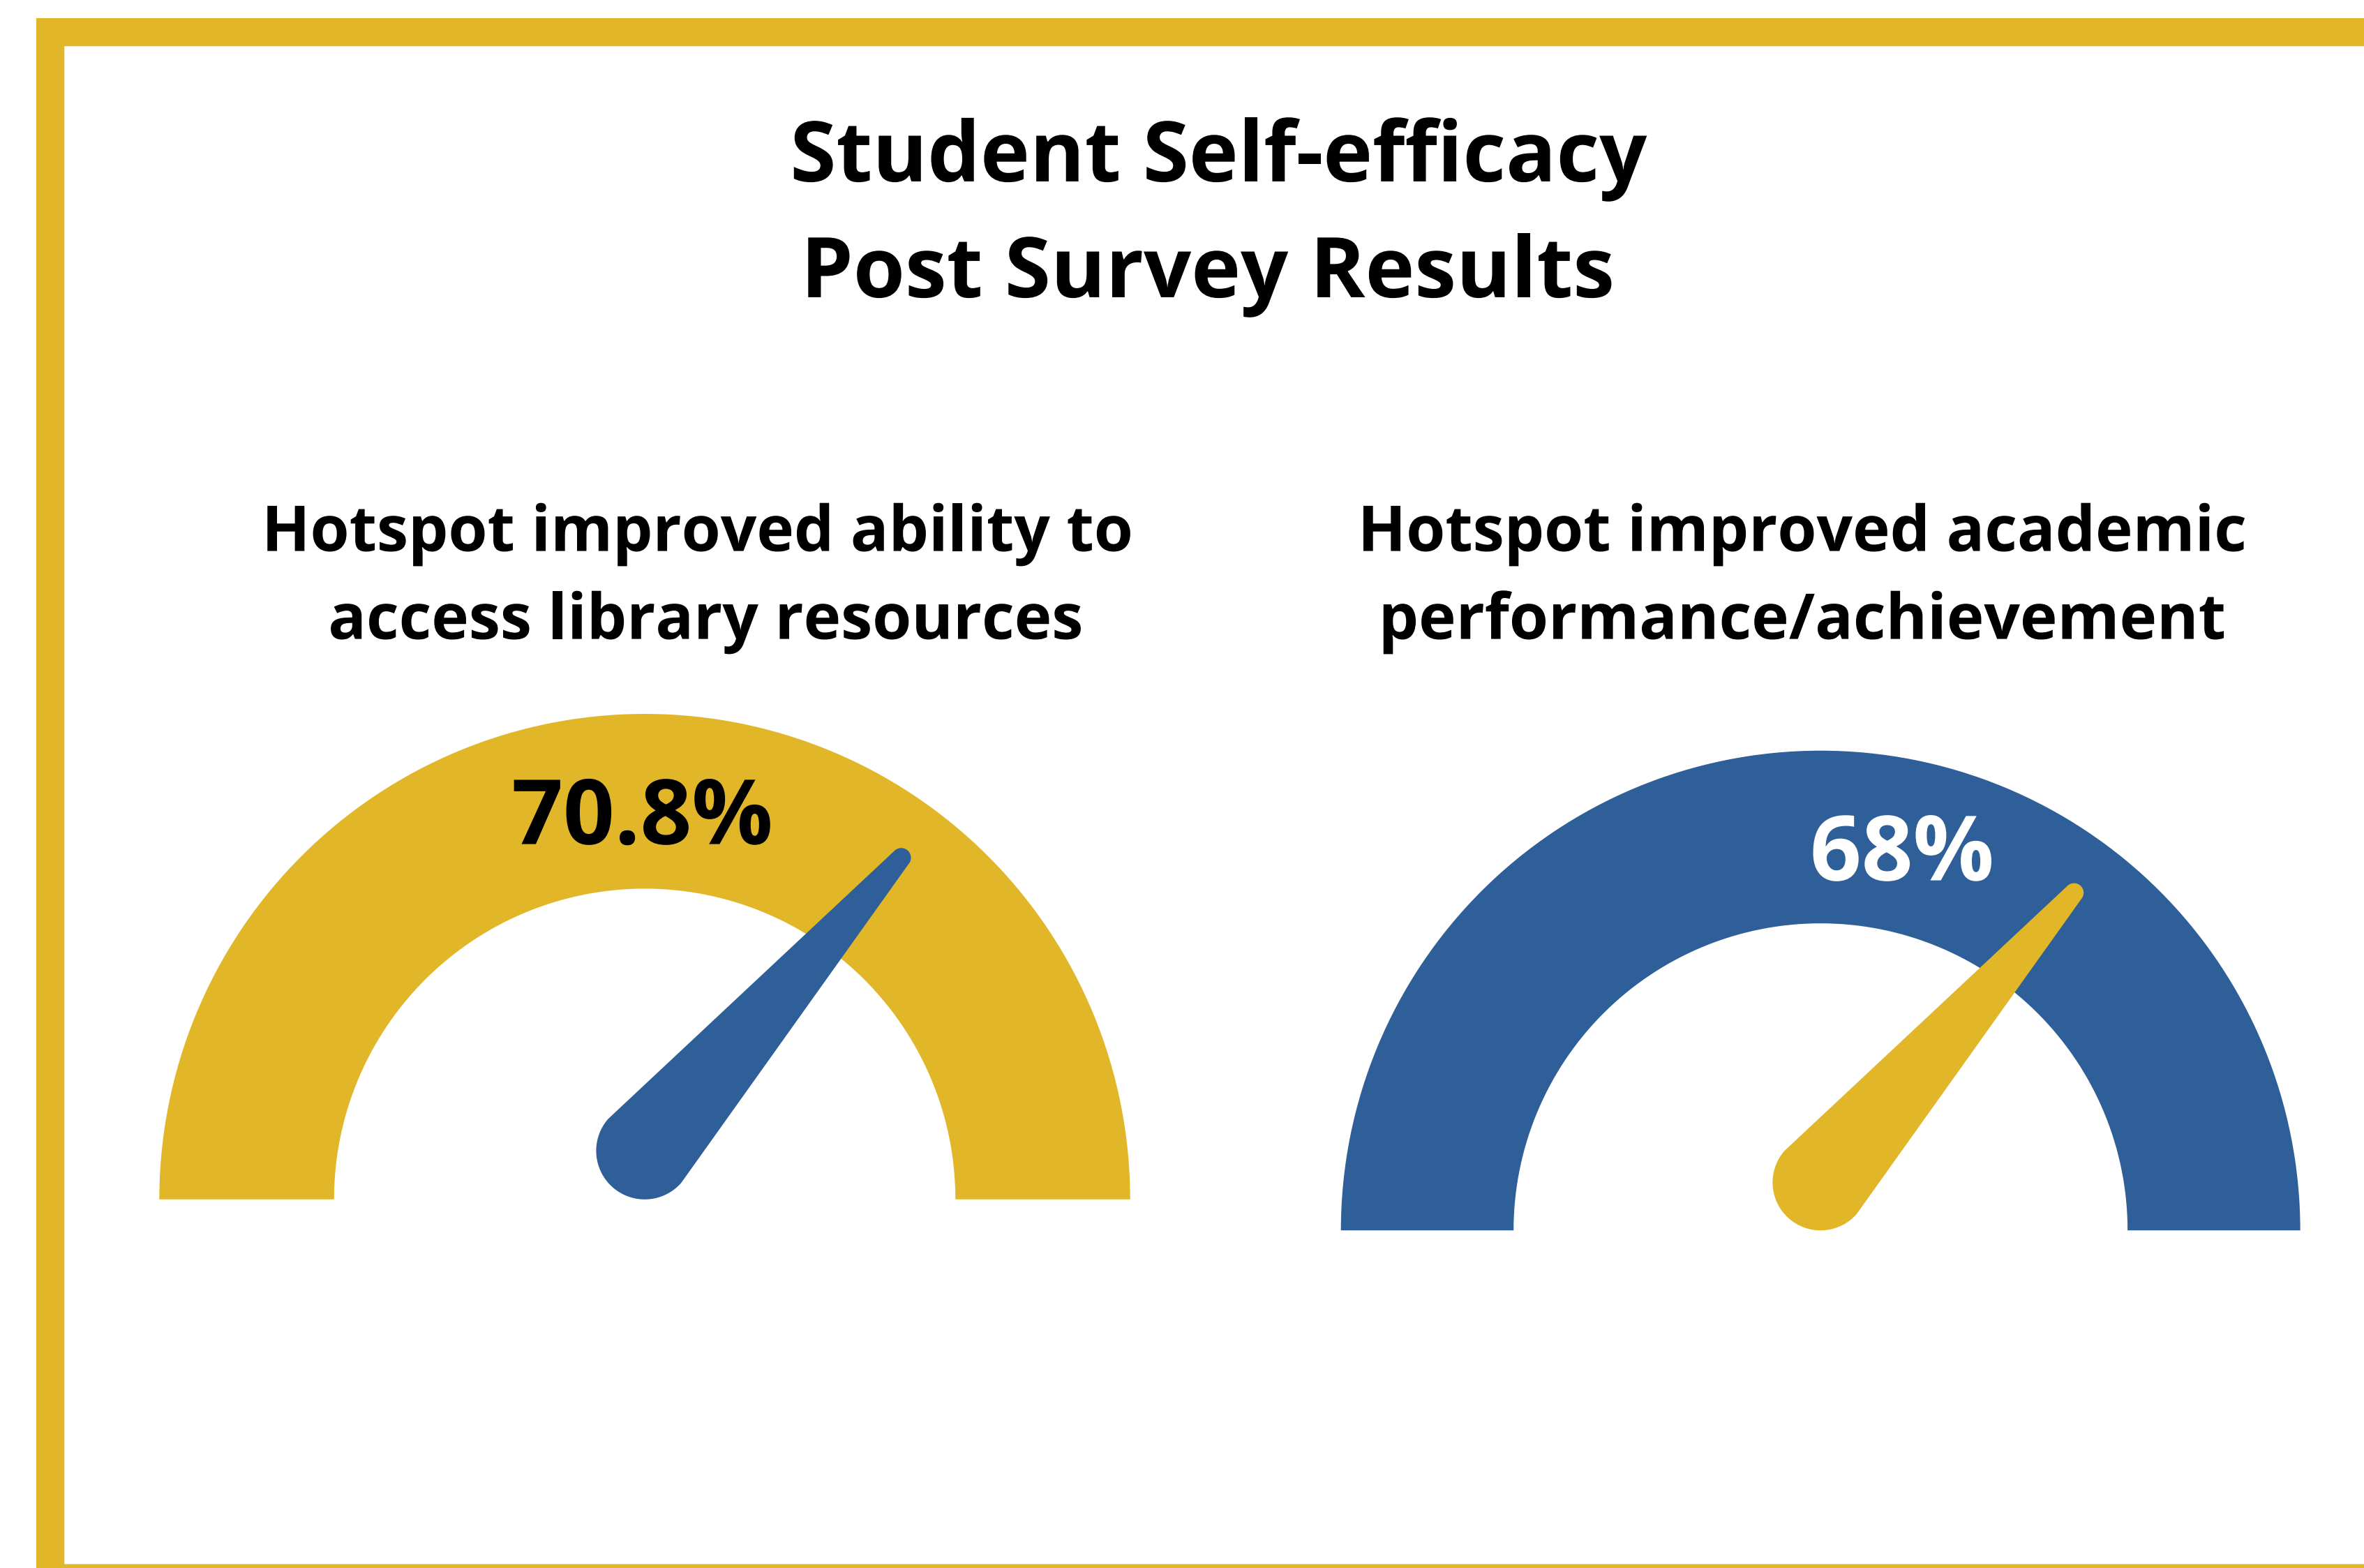 Student Self-efficacy
Post Survey Results
Hotspot improved ability to
access library resources
70.8%
Hotspot improved academic
performance/achievement
68%